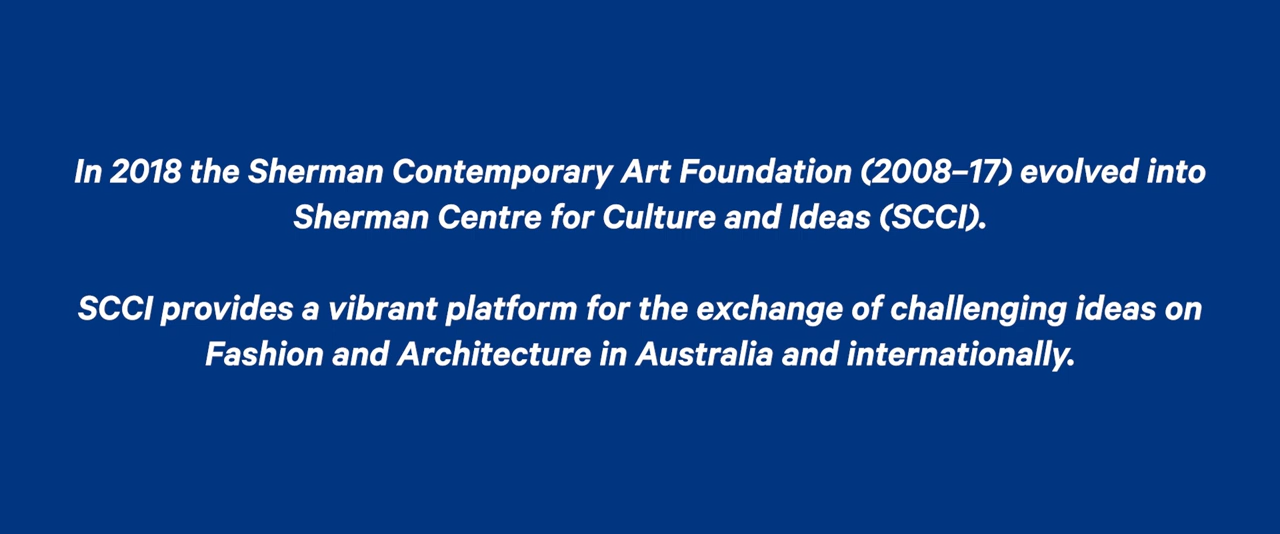 In 2018 the Sherman Contemporary Art Foundation (2008–17) evolved into
Sherman Centre for Culture and Ideas (SCCI).
SCCI provides a vibrant platform for the exchange of challenging ideas on
Fashion and Architecture in Australia and internationally.